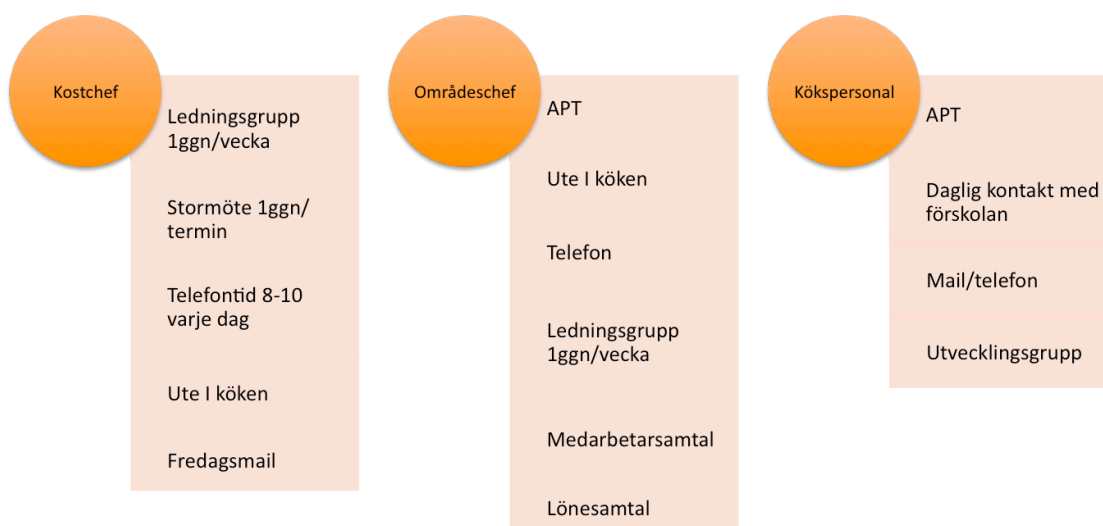 Kostchef
Ledningsgrupp
1ggn/vecka
Stormöte 1ggn/
termin
Telefontid 8-10
varje dag
Ute I köken
Fredagsmail
Områdeschef
APT
Ute I köken
Telefon
Ledningsgrupp
1ggn/vecka
Medarbetarsamtal
Lönesamtal
Kökspersonal
APT
Daglig kontakt med
förskolan
Mail/telefon
Utvecklingsgrupp